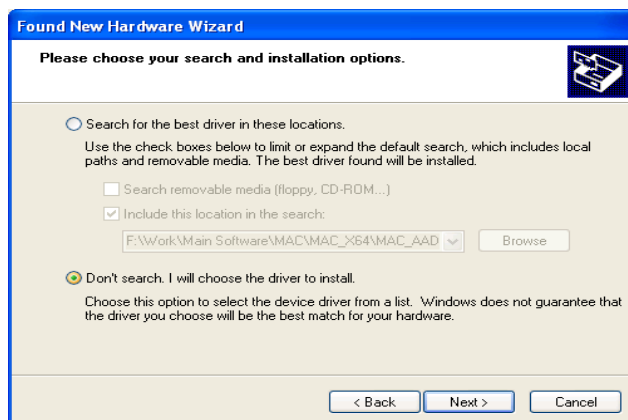 Found New Hardware Wizard
Please choose your search and installation options.
Search for the best driver in these locations.
Use the check boxes below to limit or expand the default search, which includes local
paths and removable media. The best driver found will be installed.
Search removable media (floppy, CD-ROM...)
Include this location in the search:
F:\Work\Main Software\MAC\MAC_X64\MAC_AAD
Browse
Don't search. I will choose the driver to install.
Choose this option to select the device driver from a list. Windows does not guarantee that
the driver you choose will be the best match for your hardware.
< Back Next > Cancel